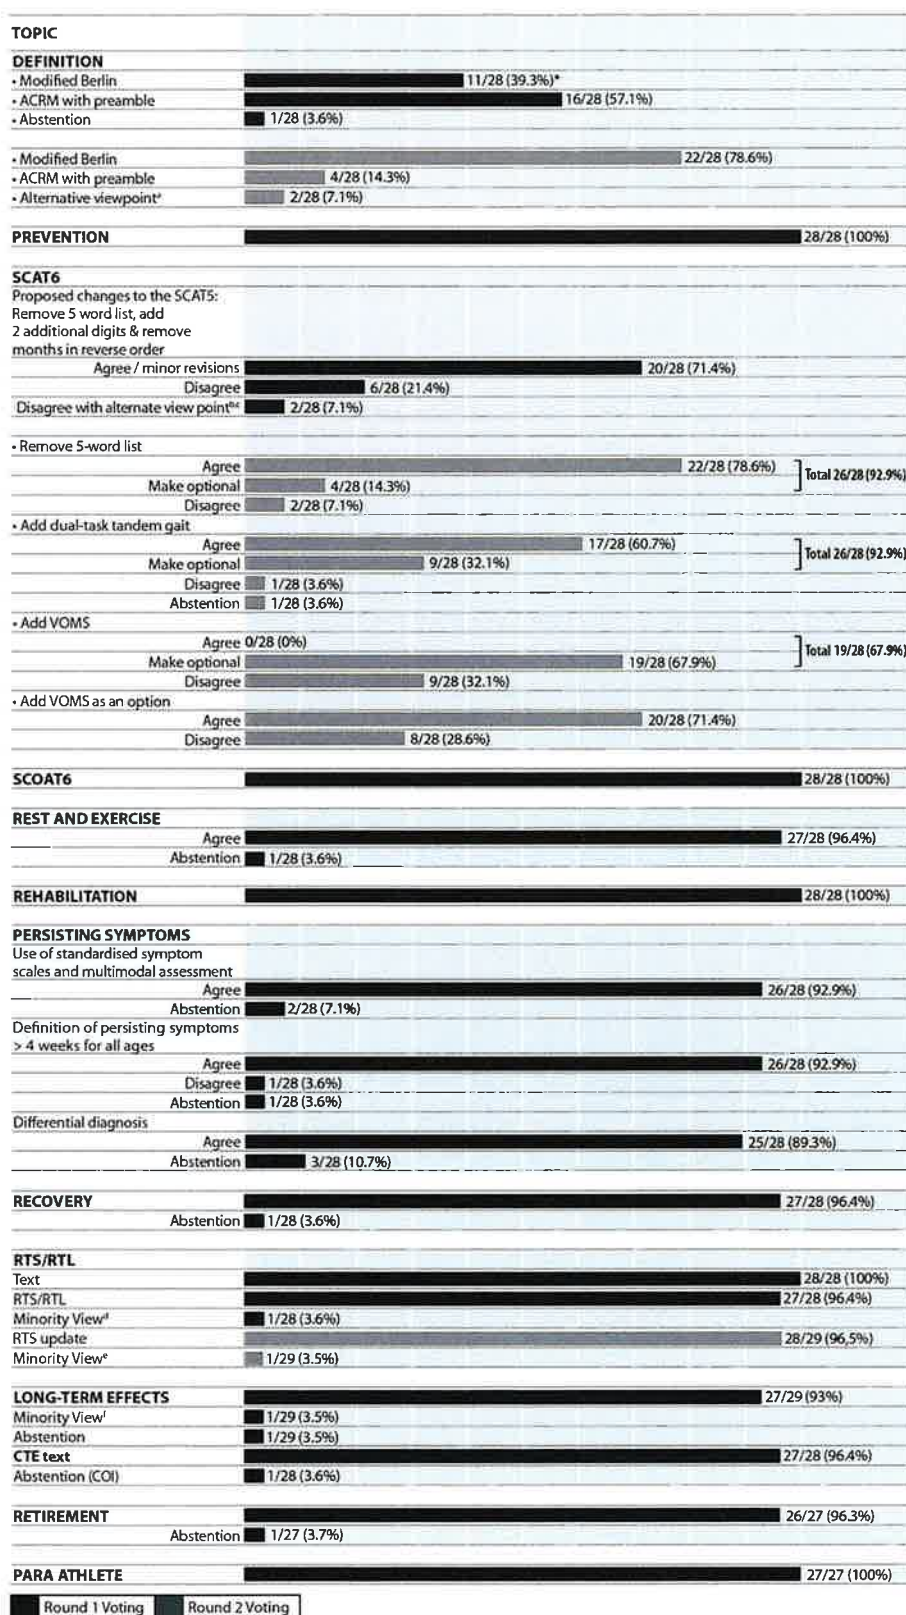 TOPIC
DEFINITION
• Modified Berlin 11/28 (39.3%)*
• ACRM with preamble 16/28 (57.1%)
• Abstention 1/28 (3.6%)
• Modified Berlin 22/28 (78.6%)
• ACRM with preamble 4/28 (14.3%)
• Alternative viewpointᵃ 2/28 (7.1%)
PREVENTION 28/28 (100%)
SCAT6
Proposed changes to the SCAT5:
Remove 5 word list, add
2 additional digits & remove
months in reverse order
Agree / minor revisions 20/28 (71.4%)
Disagree 6/28 (21.4%)
Disagree with alternate view pointᵇ·ᶜ 2/28 (7.1%)
• Remove 5-word list
Agree 22/28 (78.6%)
Make optional 4/28 (14.3%) Total 26/28 (92.9%)
Disagree 2/28 (7.1%)
• Add dual-task tandem gait
Agree 17/28 (60.7%)
Make optional 9/28 (32.1%) Total 26/28 (92.9%)
Disagree 1/28 (3.6%)
Abstention 1/28 (3.6%)
• Add VOMS
Agree 0/28 (0%)
Make optional 19/28 (67.9%) Total 19/28 (67.9%)
Disagree 9/28 (32.1%)
• Add VOMS as an option
Agree 20/28 (71.4%)
Disagree 8/28 (28.6%)
SCOAT6 28/28 (100%)
REST AND EXERCISE
Agree 27/28 (96.4%)
Abstention 1/28 (3.6%)
REHABILITATION 28/28 (100%)
PERSISTING SYMPTOMS
Use of standardised symptom
scales and multimodal assessment
Agree 26/28 (92.9%)
Abstention 2/28 (7.1%)
Definition of persisting symptoms
> 4 weeks for all ages
Agree 26/28 (92.9%)
Disagree 1/28 (3.6%)
Abstention 1/28 (3.6%)
Differential diagnosis
Agree 25/28 (89.3%)
Abstention 3/28 (10.7%)
RECOVERY 27/28 (96.4%)
Abstention 1/28 (3.6%)
RTS/RTL
Text 28/28 (100%)
RTS/RTL 27/28 (96.4%)
Minority Viewᵈ 1/28 (3.6%)
RTS update 28/29 (96,5%)
Minority Viewᵉ 1/29 (3.5%)
LONG-TERM EFFECTS 27/29 (93%)
Minority Viewᶠ 1/29 (3.5%)
Abstention 1/29 (3.5%)
CTE text 27/28 (96.4%)
Abstention (COI) 1/28 (3.6%)
RETIREMENT 26/27 (96.3%)
Abstention 1/27 (3.7%)
PARA ATHLETE 27/27 (100%)
Round 1 Voting Round 2 Voting